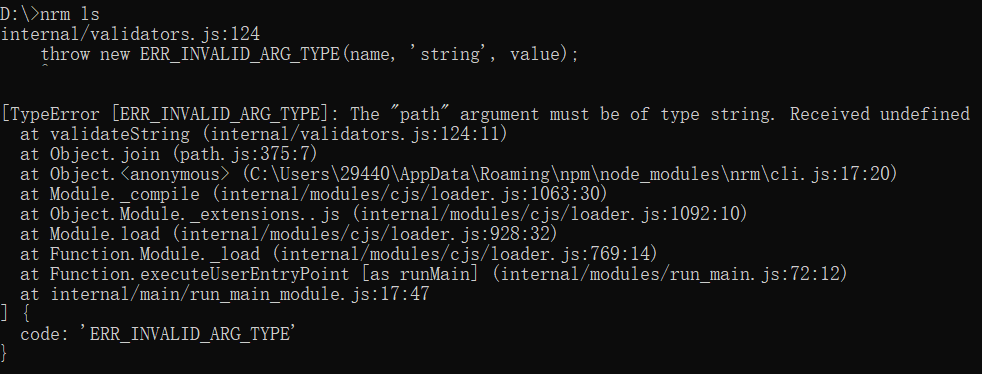 D:\>nrm ls
internal/validators.js:124
    throw new ERR_INVALID_ARG_TYPE(name, 'string', value);
    ^
[TypeError [ERR_INVALID_ARG_TYPE]: The "path" argument must be of type string. Received undefined
  at validateString (internal/validators.js:124:11)
  at Object.join (path.js:375:7)
  at Object.<anonymous> (C:\Users\29440\AppData\Roaming\npm\node_modules\nrm\cli.js:17:20)
  at Module._compile (internal/modules/cjs/loader.js:1063:30)
  at Object.Module._extensions..js (internal/modules/cjs/loader.js:1092:10)
  at Module.load (internal/modules/cjs/loader.js:928:32)
  at Function.Module._load (internal/modules/cjs/loader.js:769:14)
  at Function.executeUserEntryPoint [as runMain] (internal/modules/run_main.js:72:12)
  at internal/main/run_main_module.js:17:47
] {
  code: 'ERR_INVALID_ARG_TYPE'
}